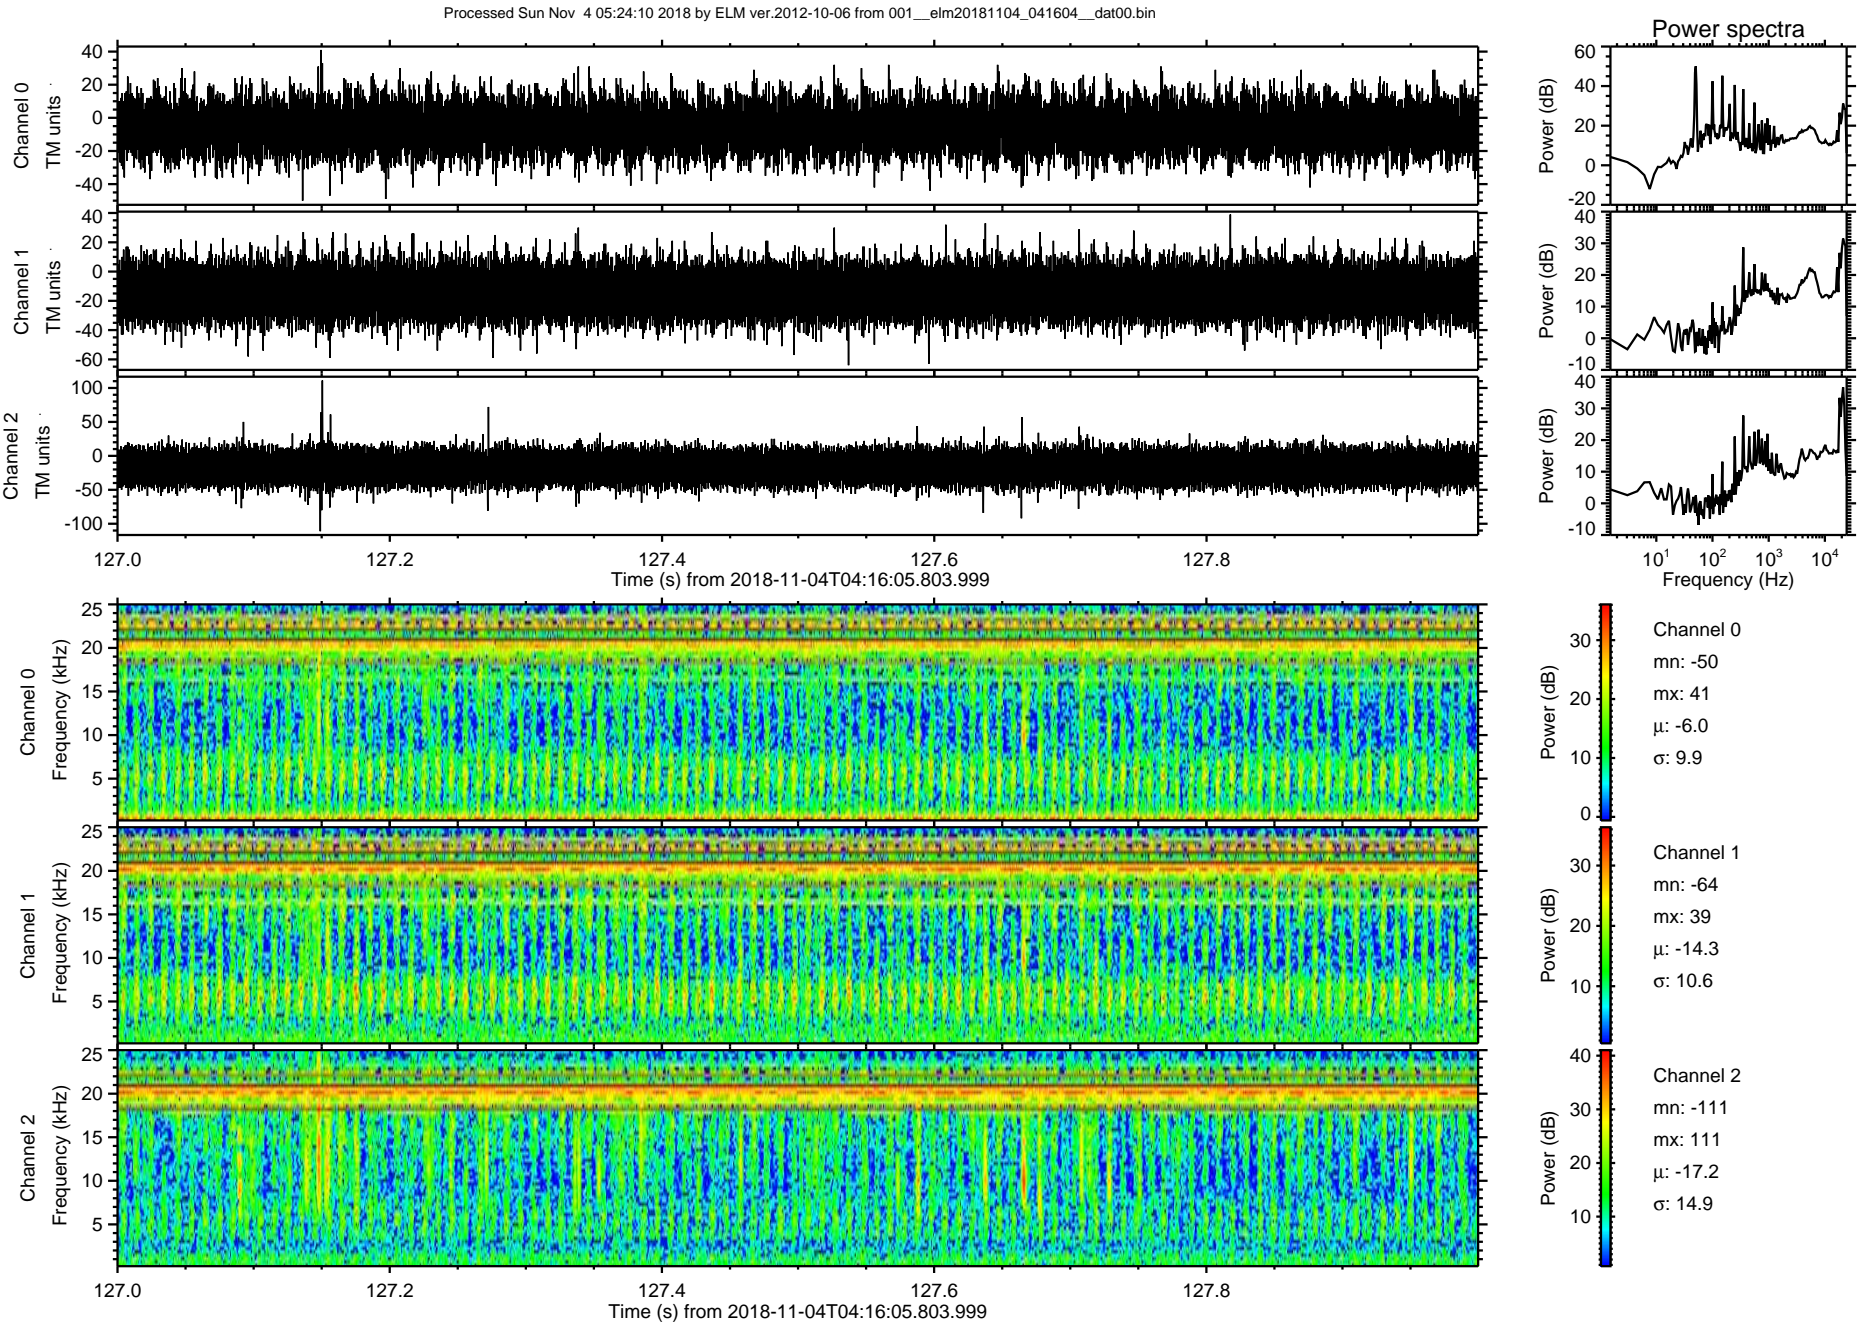 Processed Sun Nov  4 05:24:10 2018 by ELM ver.2012-10-06 from 001__elm20181104_041604__dat00.bin
Power spectra
Channel 0
TM units
40
20
0
-20
-40
Power (dB)
60
40
20
0
-20
Channel 1
TM units
40
20
0
-20
-40
-60
Power (dB)
40
30
20
10
0
-10
Channel 2
TM units
100
50
0
-50
-100
Power (dB)
40
30
20
10
0
-10
127.0 127.2 127.4 127.6 127.8
Time (s) from 2018-11-04T04:16:05.803.999
10^1 10^2 10^3 10^4
Frequency (Hz)
Channel 0
Frequency (kHz)
25
20
15
10
5
Power (dB)
30
20
10
0
Channel 0
mn: -50
mx: 41
µ: -6.0
σ: 9.9
Channel 1
Frequency (kHz)
25
20
15
10
5
Power (dB)
30
20
10
Channel 1
mn: -64
mx: 39
µ: -14.3
σ: 10.6
Channel 2
Frequency (kHz)
25
20
15
10
5
Power (dB)
40
30
20
10
Channel 2
mn: -111
mx: 111
µ: -17.2
σ: 14.9
127.0 127.2 127.4 127.6 127.8
Time (s) from 2018-11-04T04:16:05.803.999